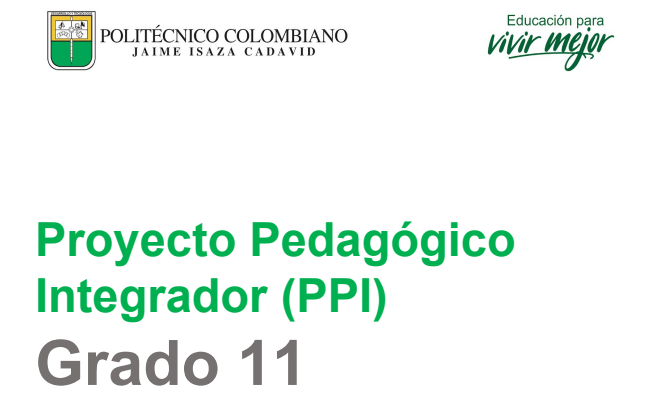 POLITÉCNICO COLOMBIANO
JAIME ISAZA CADAVID
Educación para
vivir mejor
Proyecto Pedagógico
Integrador (PPI)
Grado 11